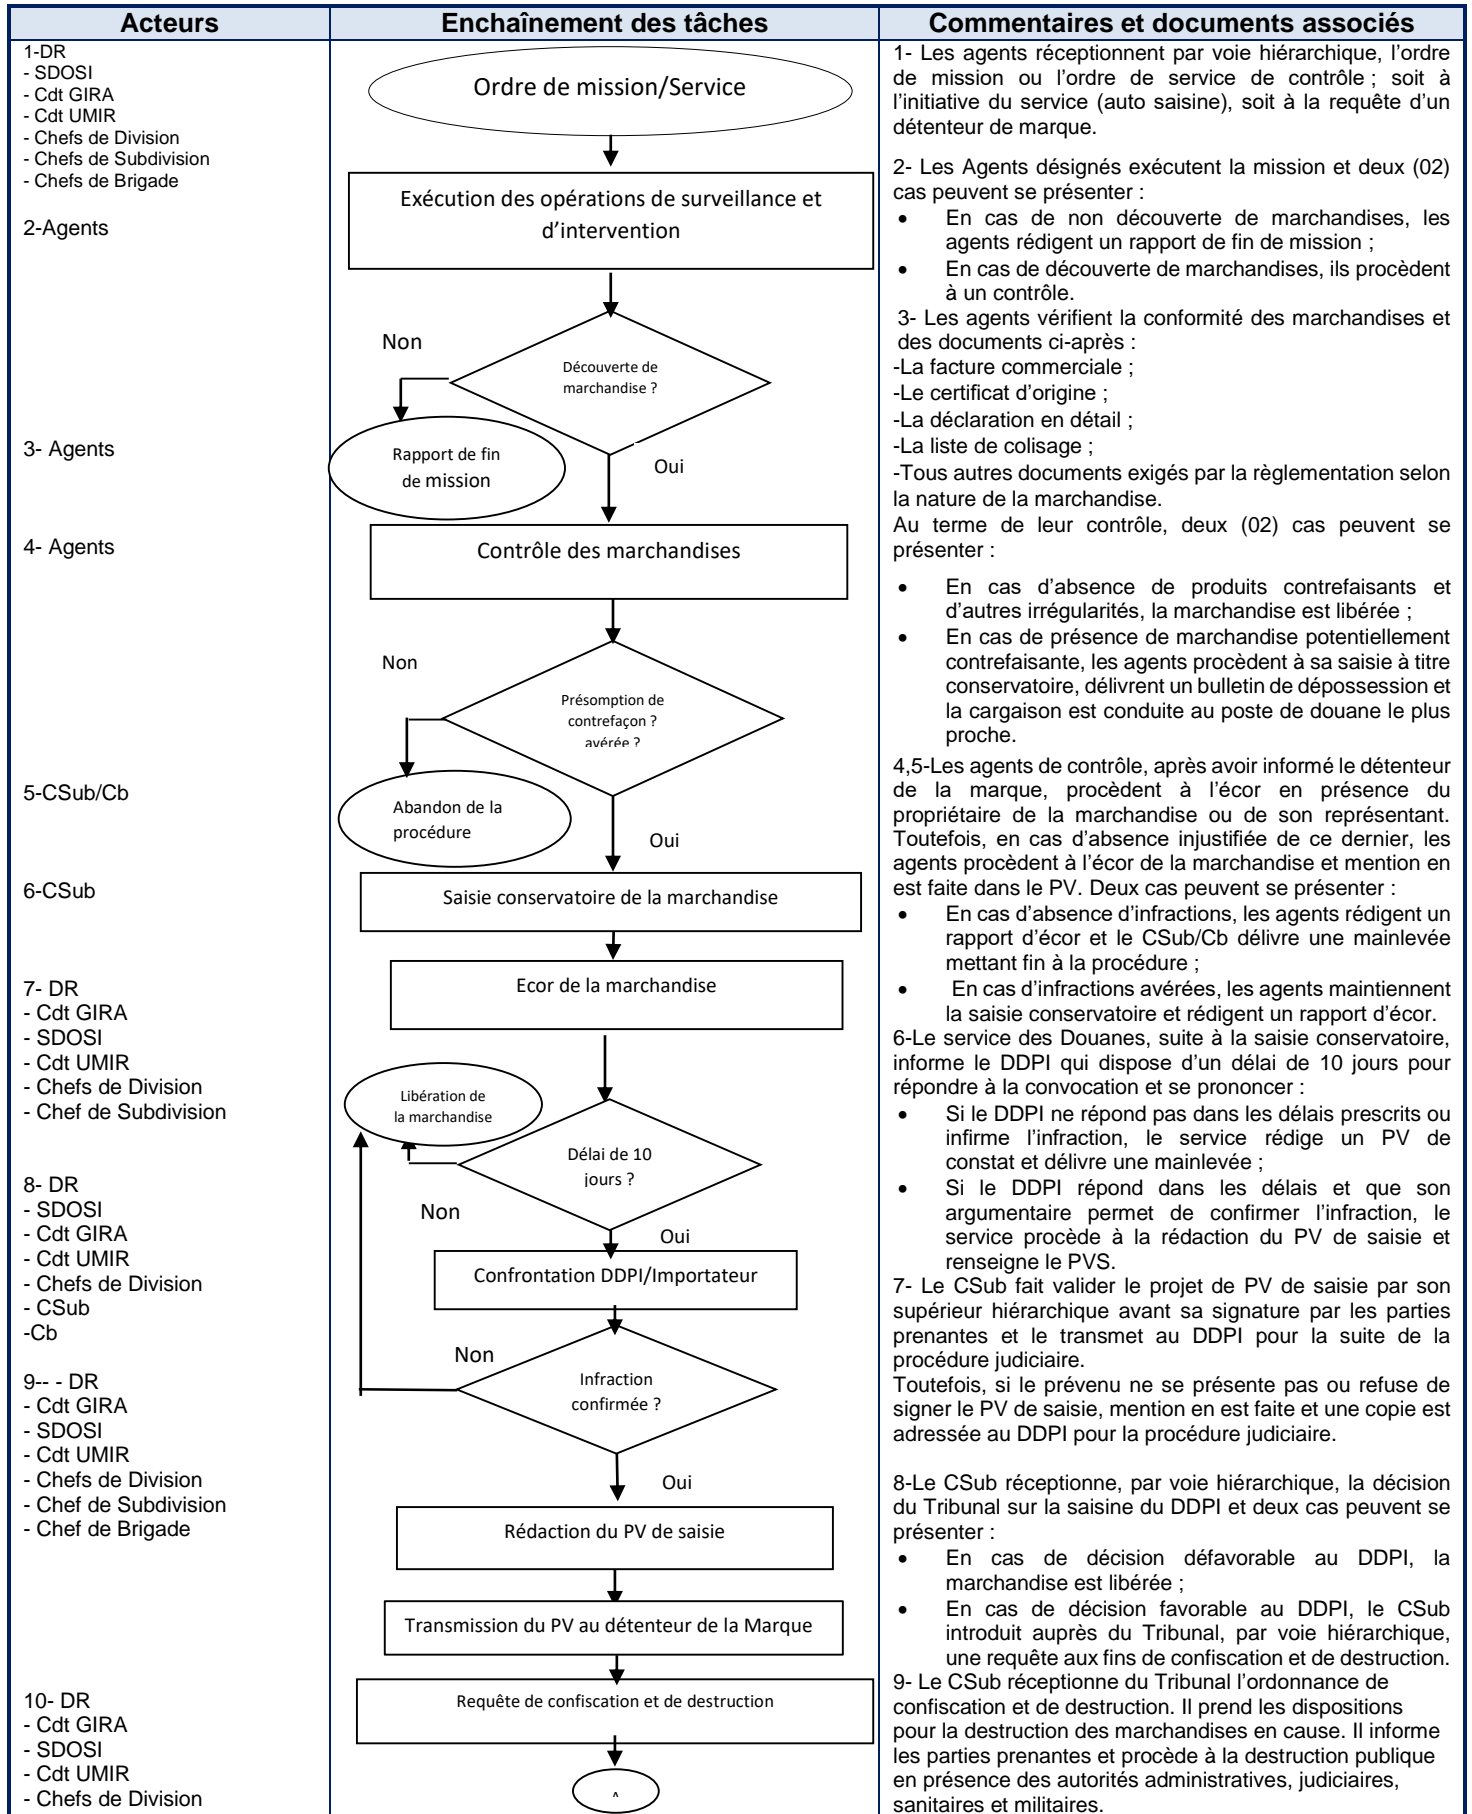 Acteurs
1-DR
- SDOSI
- Cdt GIRA
- Cdt UMIR
- Chefs de Division
- Chefs de Subdivision
- Chefs de Brigade
2-Agents
3- Agents
4- Agents
5-CSub/Cb
6-CSub
7- DR
- Cdt GIRA
- SDOSI
- Cdt UMIR
- Chefs de Division
- Chef de Subdivision
8- DR
- SDOSI
- Cdt GIRA
- Cdt UMIR
- Chefs de Division
- CSub
-Cb
9-- - DR
- Cdt GIRA
- SDOSI
- Cdt UMIR
- Chefs de Division
- Chef de Subdivision
- Chef de Brigade
10- DR
- Cdt GIRA
- SDOSI
- Cdt UMIR
- Chefs de Division
Enchaînement des tâches
Ordre de mission/Service
Exécution des opérations de surveillance et
d’intervention
Non
Découverte de
marchandise ?
Rapport de fin
de mission
Oui
Contrôle des marchandises
Non
Présomption de
contrefaçon ?
avérée ?
Abandon de la
procédure
Oui
Saisie conservatoire de la marchandise
Ecor de la marchandise
Libération de
la marchandise
Délai de 10
jours ?
Non
Oui
Confrontation DDPI/Importateur
Non
Infraction
confirmée ?
Oui
Rédaction du PV de saisie
Transmission du PV au détenteur de la Marque
Requête de confiscation et de destruction
Commentaires et documents associés
1- Les agents réceptionnent par voie hiérarchique, l’ordre
de mission ou l’ordre de service de contrôle ; soit à
l’initiative du service (auto saisine), soit à la requête d’un
détenteur de marque.
2- Les Agents désignés exécutent la mission et deux (02)
cas peuvent se présenter :
• En cas de non découverte de marchandises, les
agents rédigent un rapport de fin de mission ;
• En cas de découverte de marchandises, ils procèdent
à un contrôle.
3- Les agents vérifient la conformité des marchandises et
des documents ci-après :
-La facture commerciale ;
-Le certificat d’origine ;
-La déclaration en détail ;
-La liste de colisage ;
-Tous autres documents exigés par la règlementation selon
la nature de la marchandise.
Au terme de leur contrôle, deux (02) cas peuvent se
présenter :
• En cas d’absence de produits contrefaisants et
d’autres irrégularités, la marchandise est libérée ;
• En cas de présence de marchandise potentiellement
contrefaisante, les agents procèdent à sa saisie à titre
conservatoire, délivrent un bulletin de dépossession et
la cargaison est conduite au poste de douane le plus
proche.
4,5-Les agents de contrôle, après avoir informé le détenteur
de la marque, procèdent à l’écor en présence du
propriétaire de la marchandise ou de son représentant.
Toutefois, en cas d’absence injustifiée de ce dernier, les
agents procèdent à l’écor de la marchandise et mention en
est faite dans le PV. Deux cas peuvent se présenter :
• En cas d’absence d’infractions, les agents rédigent un
rapport d’écor et le CSub/Cb délivre une mainlevée
mettant fin à la procédure ;
• En cas d’infractions avérées, les agents maintiennent
la saisie conservatoire et rédigent un rapport d’écor.
6-Le service des Douanes, suite à la saisie conservatoire,
informe le DDPI qui dispose d’un délai de 10 jours pour
répondre à la convocation et se prononcer :
• Si le DDPI ne répond pas dans les délais prescrits ou
infirme l’infraction, le service rédige un PV de
constat et délivre une mainlevée ;
• Si le DDPI répond dans les délais et que son
argumentaire permet de confirmer l’infraction, le
service procède à la rédaction du PV de saisie et
renseigne le PVS.
7- Le CSub fait valider le projet de PV de saisie par son
supérieur hiérarchique avant sa signature par les parties
prenantes et le transmet au DDPI pour la suite de la
procédure judiciaire.
Toutefois, si le prévenu ne se présente pas ou refuse de
signer le PV de saisie, mention en est faite et une copie est
adressée au DDPI pour la procédure judiciaire.
8-Le CSub réceptionne, par voie hiérarchique, la décision
du Tribunal sur la saisine du DDPI et deux cas peuvent se
présenter :
• En cas de décision défavorable au DDPI, la
marchandise est libérée ;
• En cas de décision favorable au DDPI, le CSub
introduit auprès du Tribunal, par voie hiérarchique,
une requête aux fins de confiscation et de destruction.
9- Le CSub réceptionne du Tribunal l’ordonnance de
confiscation et de destruction. Il prend les dispositions
pour la destruction des marchandises en cause. Il informe
les parties prenantes et procède à la destruction publique
en présence des autorités administratives, judiciaires,
sanitaires et militaires.